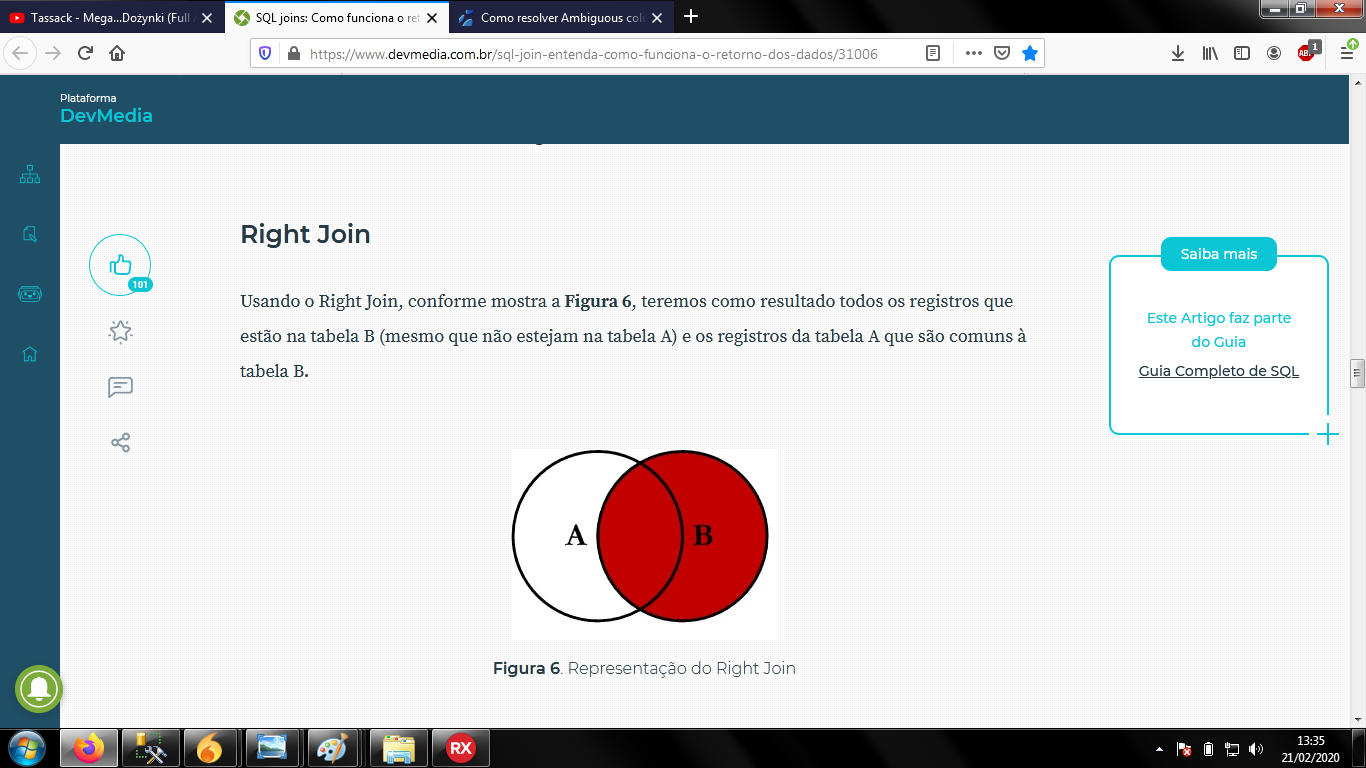 Tassack - Mega...Dożynki (Full
SQL joins: Como funciona o ret
Como resolver Ambiguous colu
https://www.devmedia.com.br/sql-join-entenda-como-funciona-o-retorno-dos-dados/31006
ABP
1
Plataforma
DevMedia
Right Join
101
Usando o Right Join, conforme mostra a Figura 6, teremos como resultado todos os registros que
estão na tabela B (mesmo que não estejam na tabela A) e os registros da tabela A que são comuns à
tabela B.
Saiba mais
Este Artigo faz parte
do Guia
Guia Completo de SQL
A
B
Figura 6. Representação do Right Join
RX
13:35
21/02/2020